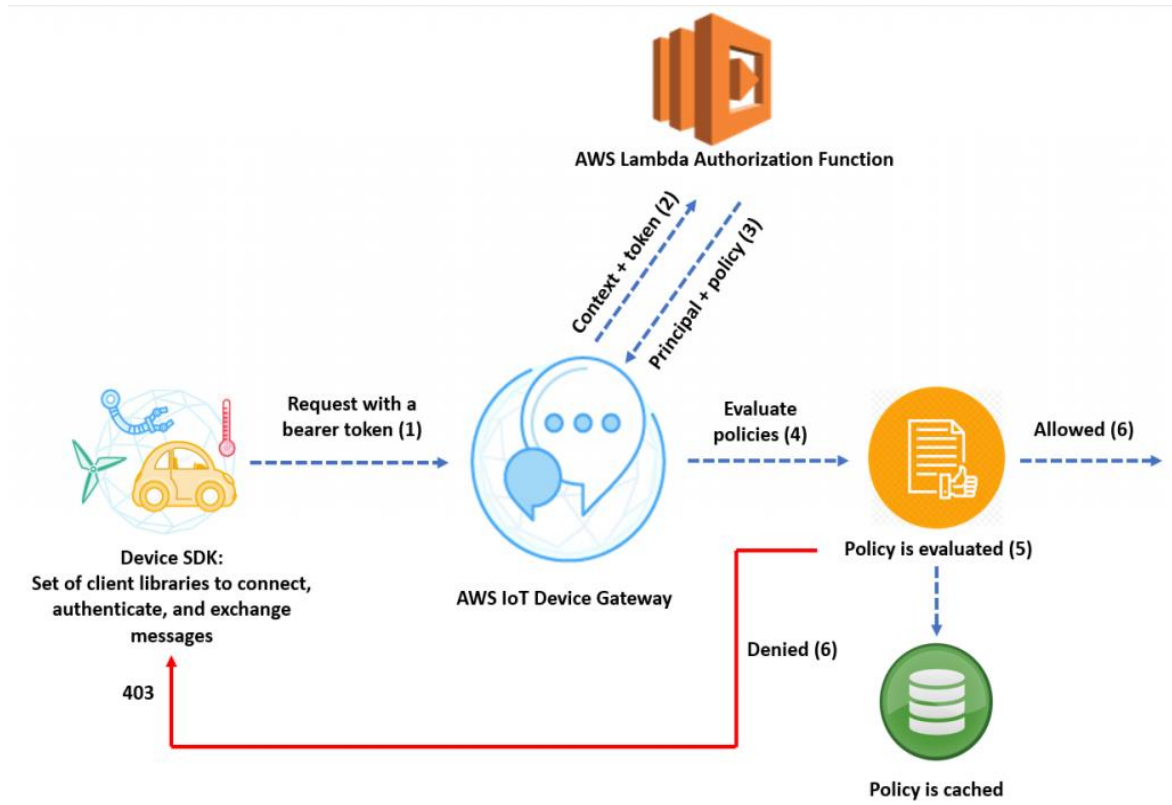 AWS Lambda Authorization Function
Context + token (2)
Principal + policy (3)
Request with a
bearer token (1)
Evaluate
policies (4)
Allowed (6)
Device SDK:
Set of client libraries to connect,
authenticate, and exchange
messages
AWS IoT Device Gateway
Policy is evaluated (5)
Denied (6)
403
Policy is cached